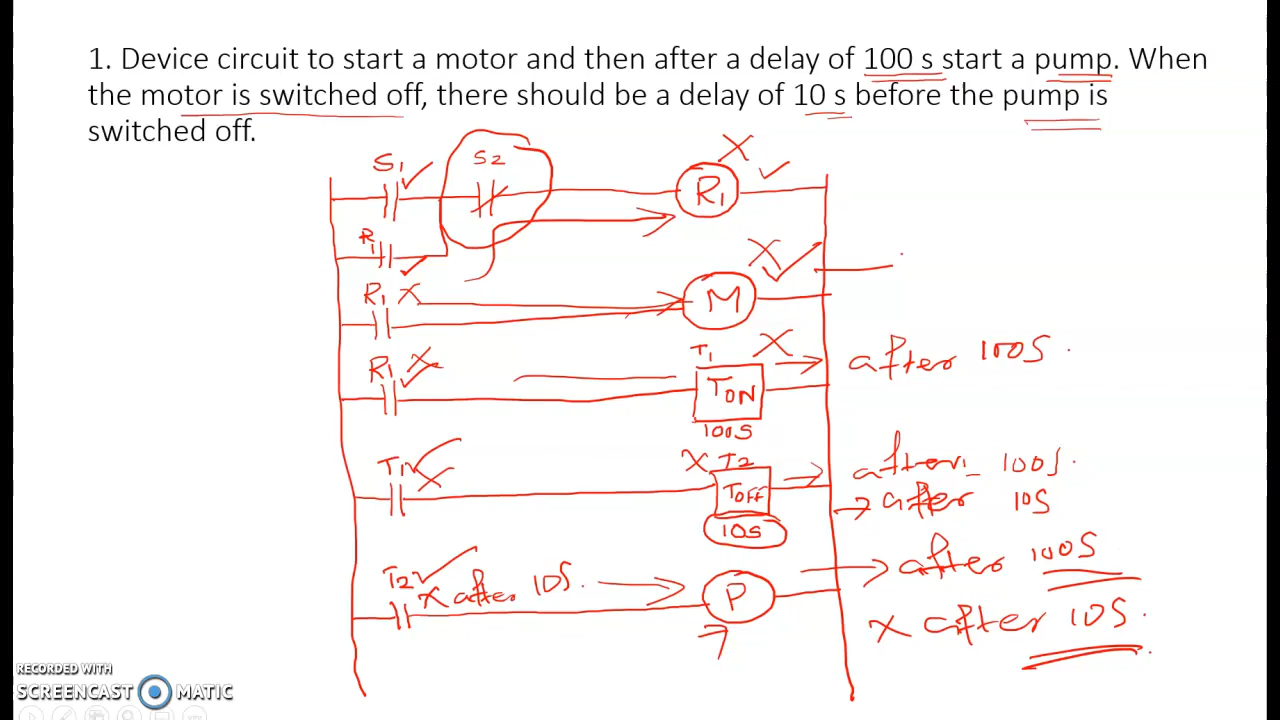 1. Device circuit to start a motor and then after a delay of 100 s start a pump. When
the motor is switched off, there should be a delay of 10 s before the pump is
switched off.
S1 S2 X
R1
R1
X
R1 X M
R1 X T1 X after 100S
TON
100S
T1 X X T2 after 100S
TOFF after 10S
10S
T2 X after 10S P after 100S
X after 10S
RECORDED WITH
SCREENCAST MATIC